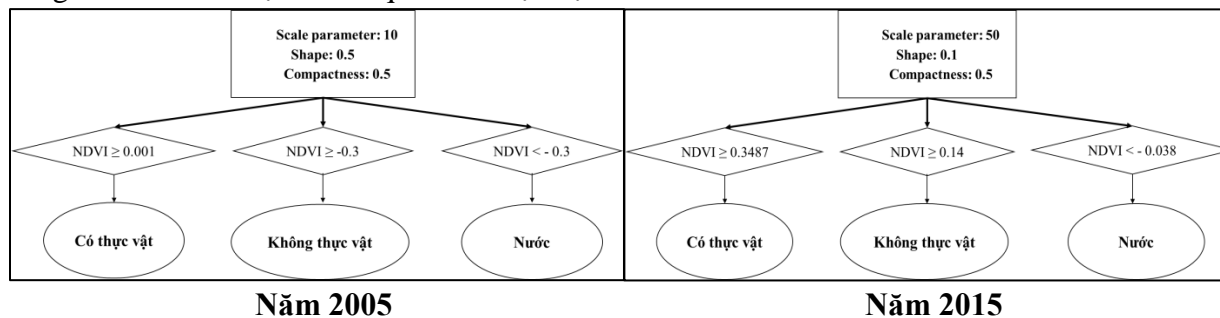 Scale parameter: 10
Shape: 0.5
Compactness: 0.5
NDVI ≥ 0.001
NDVI ≥ -0.3
NDVI < - 0.3
Có thực vật
Không thực vật
Nước
Năm 2005
Scale parameter: 50
Shape: 0.1
Compactness: 0.5
NDVI ≥ 0.3487
NDVI ≥ 0.14
NDVI < - 0.038
Có thực vật
Không thực vật
Nước
Năm 2015